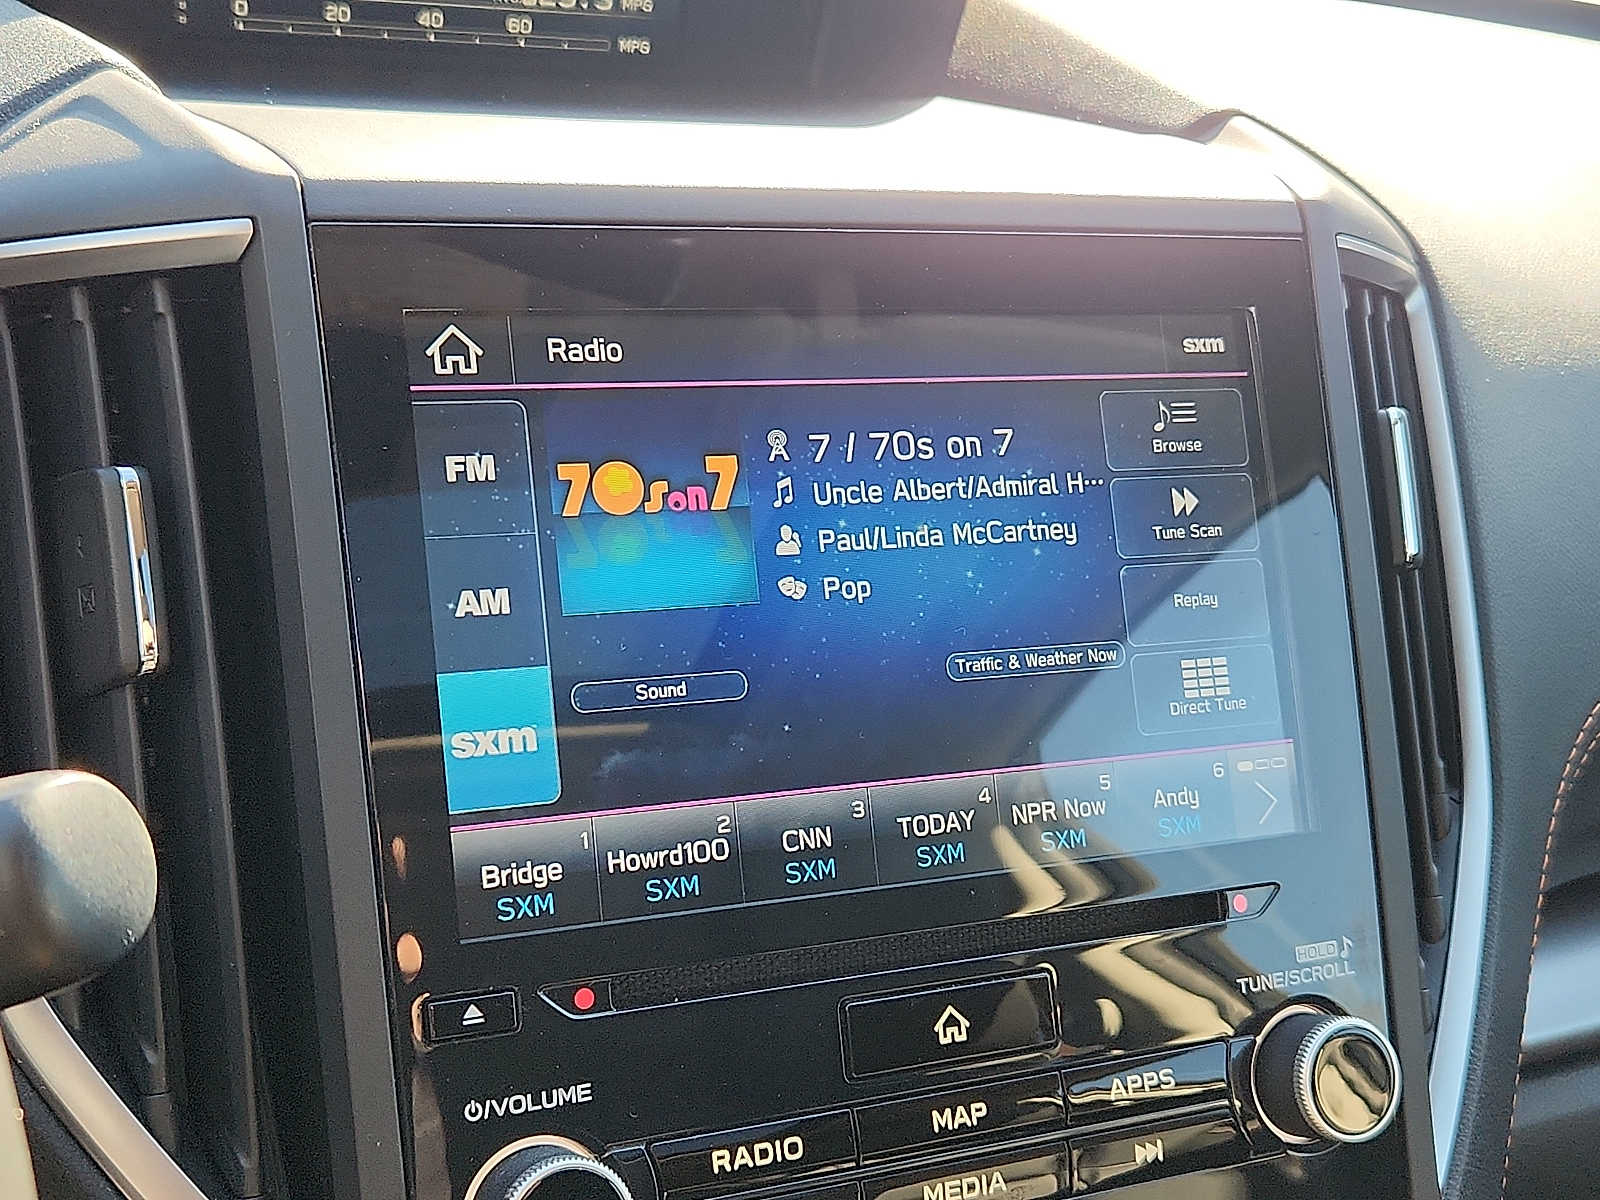 MPG
0 20 40 60
MPG
Radio
sxm
FM
AM
sxm
70s on 7
7 / 70s on 7
Uncle Albert/Admiral H···
Paul/Linda McCartney
Pop
Sound
Traffic & Weather Now
Browse
Tune Scan
Replay
Direct Tune
1
Bridge
SXM
2
Howrd100
SXM
3
CNN
SXM
4
TODAY
SXM
5
NPR Now
SXM
6
Andy
SXM
HOLD
TUNE/SCROLL
/VOLUME
RADIO
MAP
APPS
MEDIA